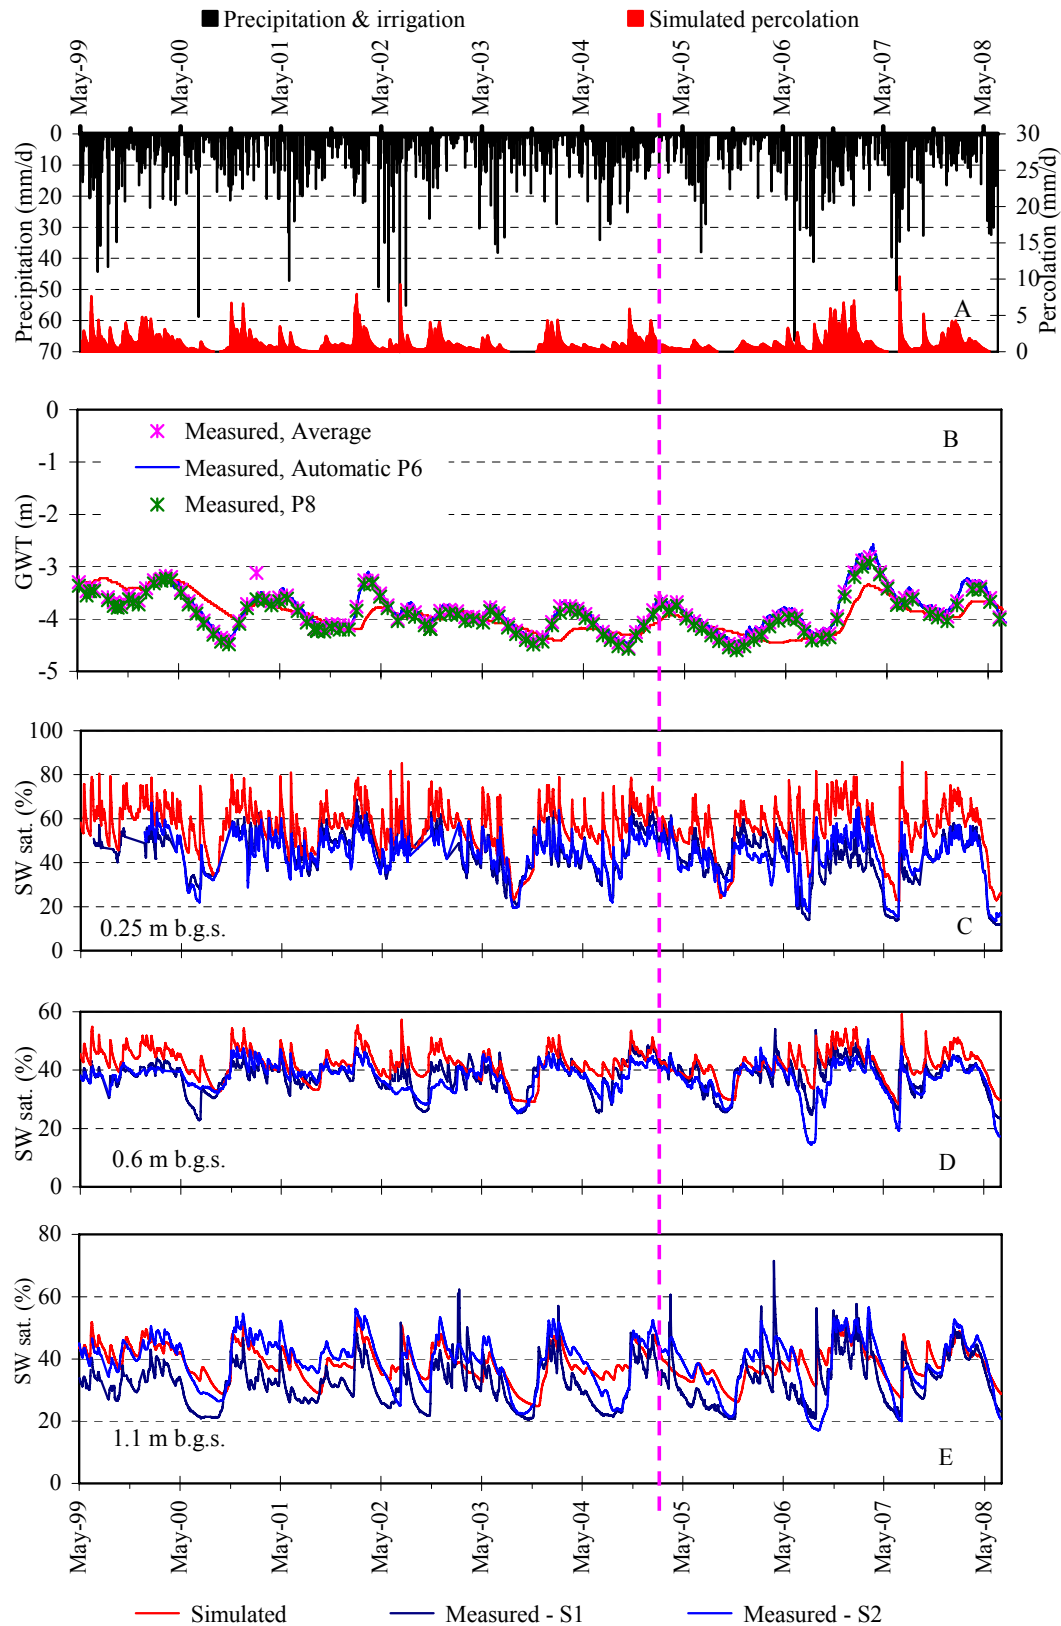 Precipitation & irrigation
Simulated percolation
May-99
May-00
May-01
May-02
May-03
May-04
May-05
May-06
May-07
May-08
Precipitation (mm/d)
0
10
20
30
40
50
60
70
Percolation (mm/d)
30
25
20
15
10
5
0
A
GWT (m)
0
-1
-2
-3
-4
-5
Measured, Average
Measured, Automatic P6
Measured, P8
B
SW sat. (%)
100
80
60
40
20
0
0.25 m b.g.s.
C
SW sat. (%)
60
40
20
0
0.6 m b.g.s.
D
SW sat. (%)
80
60
40
20
0
1.1 m b.g.s.
E
May-99
May-00
May-01
May-02
May-03
May-04
May-05
May-06
May-07
May-08
Simulated
Measured - S1
Measured - S2